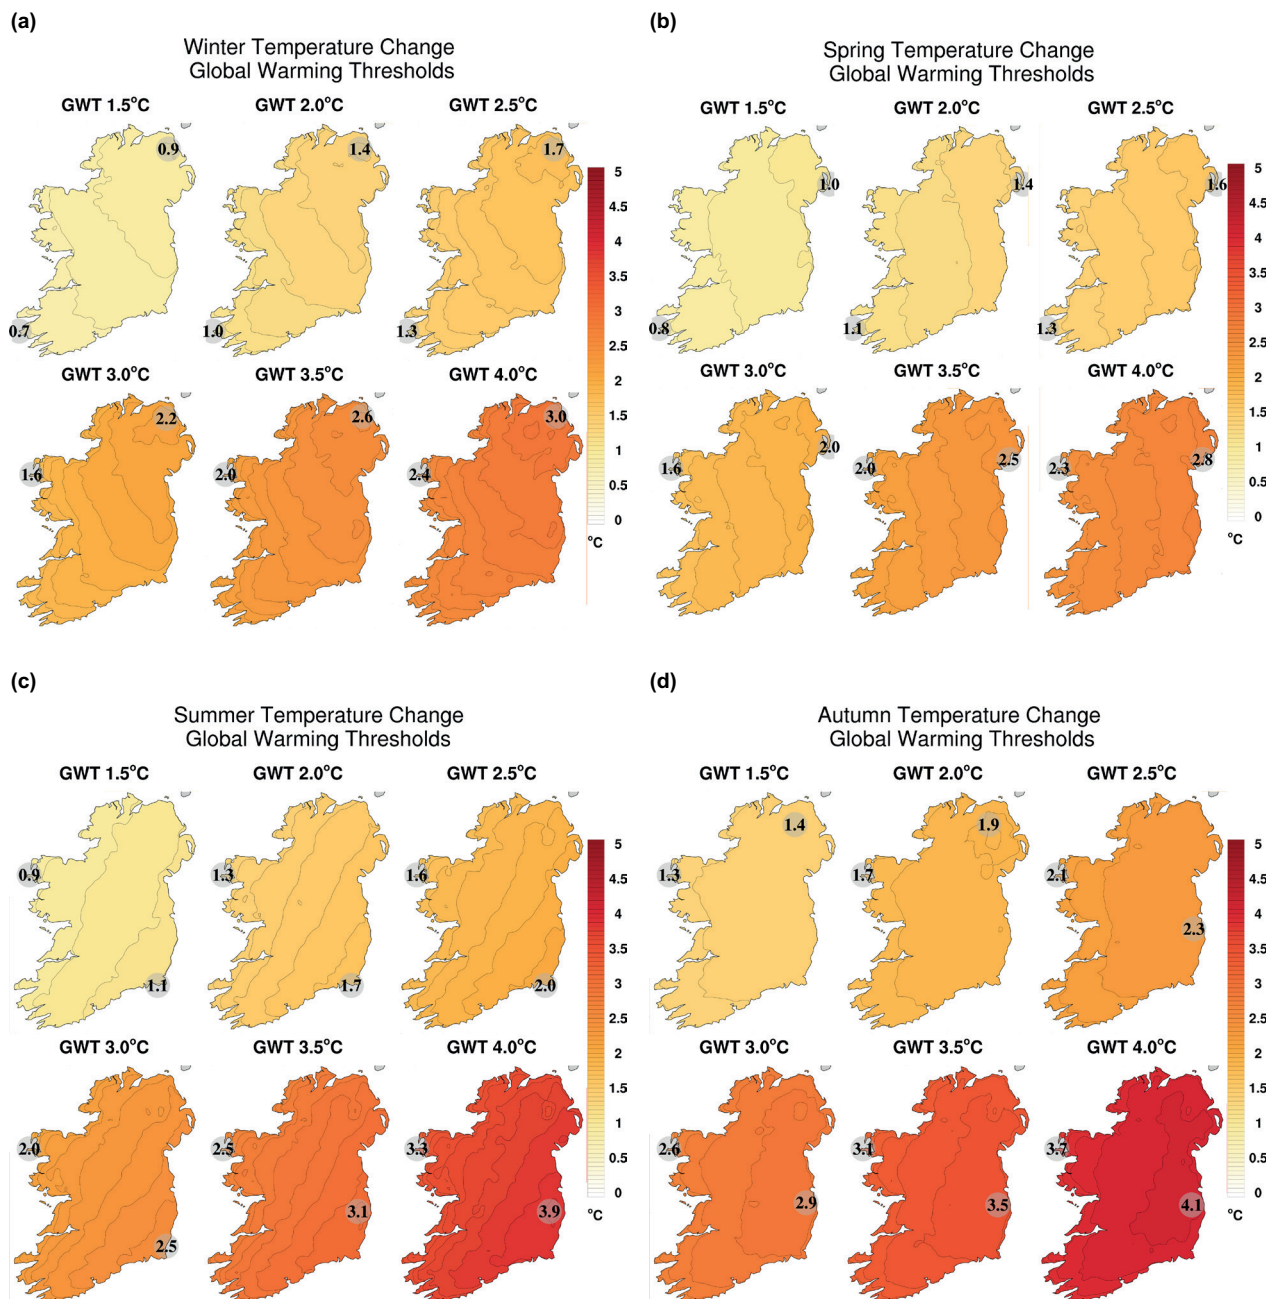 (a)
Winter Temperature Change
Global Warming Thresholds
GWT 1.5°C GWT 2.0°C GWT 2.5°C
0.9 1.4 1.7
0.7 1.0 1.3
GWT 3.0°C GWT 3.5°C GWT 4.0°C
2.2 2.6 3.0
1.6 2.0 2.4
5
4.5
4
3.5
3
2.5
2
1.5
1
0.5
0
°C
(b)
Spring Temperature Change
Global Warming Thresholds
GWT 1.5°C GWT 2.0°C GWT 2.5°C
1.0 1.4 1.6
0.8 1.1 1.3
GWT 3.0°C GWT 3.5°C GWT 4.0°C
2.0 2.5 2.8
1.6 2.0 2.3
5
4.5
4
3.5
3
2.5
2
1.5
1
0.5
0
°C
(c)
Summer Temperature Change
Global Warming Thresholds
GWT 1.5°C GWT 2.0°C GWT 2.5°C
0.9 1.3 1.6
1.1 1.7 2.0
GWT 3.0°C GWT 3.5°C GWT 4.0°C
2.0 2.5 3.3
2.5 3.1 3.9
5
4.5
4
3.5
3
2.5
2
1.5
1
0.5
0
°C
(d)
Autumn Temperature Change
Global Warming Thresholds
GWT 1.5°C GWT 2.0°C GWT 2.5°C
1.4 1.9
1.3 1.7 2.1
2.3
GWT 3.0°C GWT 3.5°C GWT 4.0°C
2.6 3.1 3.7
2.9 3.5 4.1
5
4.5
4
3.5
3
2.5
2
1.5
1
0.5
0
°C